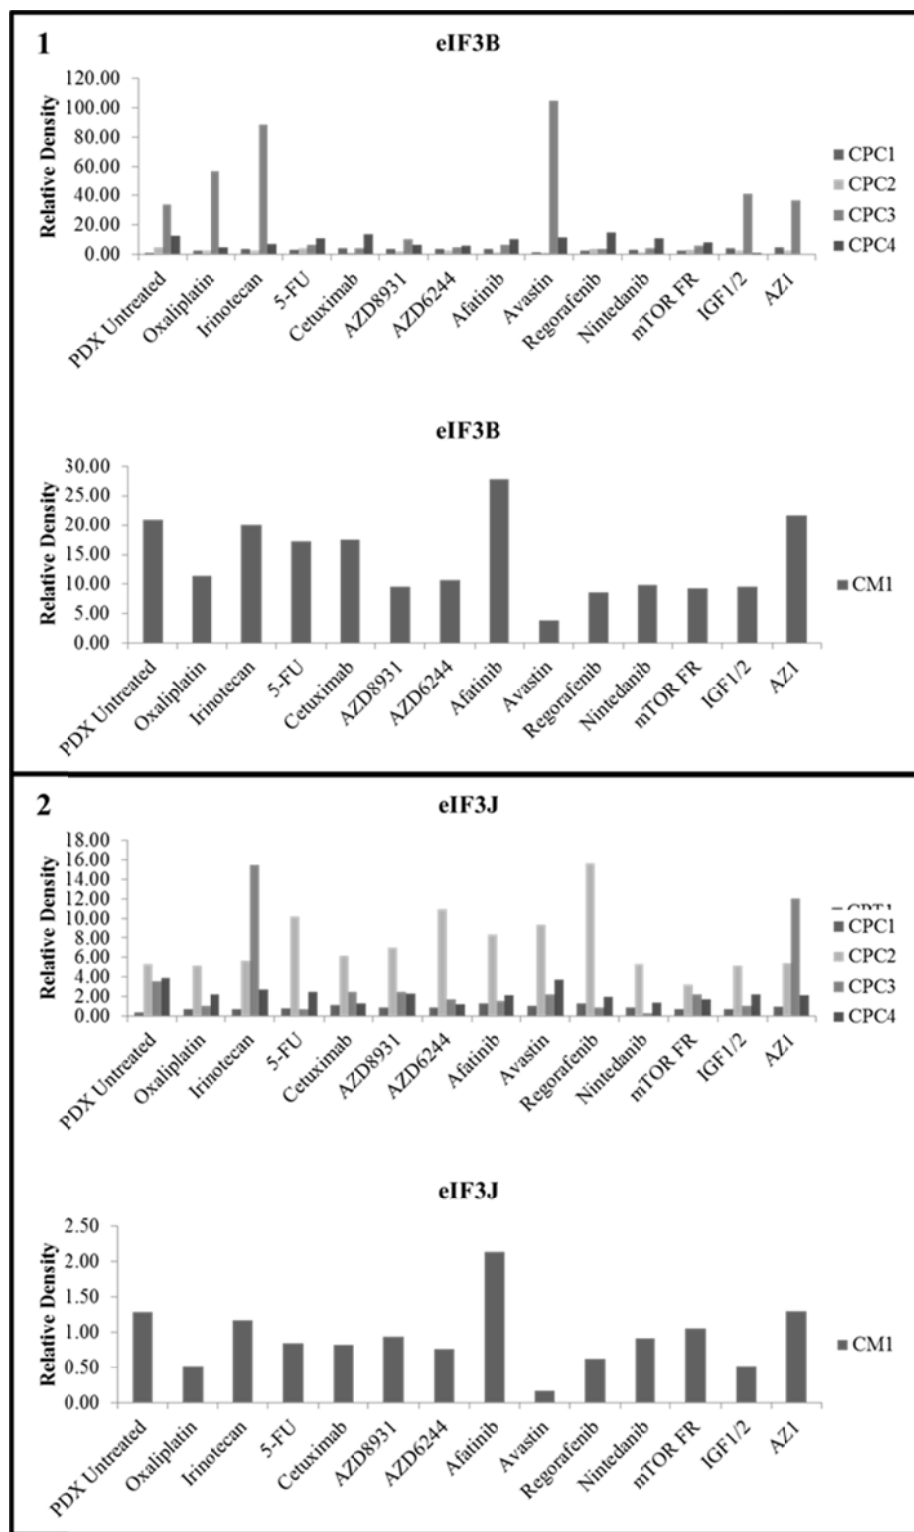 1
eIF3B
Relative Density
120.00
100.00
80.00
60.00
40.00
20.00
0.00
CPC1
CPC2
CPC3
CPC4
PDX Untreated
Oxaliplatin
Irinotecan
5-FU
Cetuximab
AZD8931
AZD6244
Afatinib
Avastin
Regorafenib
Nintedanib
mTOR FR
IGF1/2
AZ1
eIF3B
Relative Density
30.00
25.00
20.00
15.00
10.00
5.00
0.00
CM1
PDX Untreated
Oxaliplatin
Irinotecan
5-FU
Cetuximab
AZD8931
AZD6244
Afatinib
Avastin
Regorafenib
Nintedanib
mTOR FR
IGF1/2
AZ1
2
eIF3J
Relative Density
18.00
16.00
14.00
12.00
10.00
8.00
6.00
4.00
2.00
0.00
CPC1
CPC2
CPC3
CPC4
PDX Untreated
Oxaliplatin
Irinotecan
5-FU
Cetuximab
AZD8931
AZD6244
Afatinib
Avastin
Regorafenib
Nintedanib
mTOR FR
IGF1/2
AZ1
eIF3J
Relative Density
2.50
2.00
1.50
1.00
0.50
0.00
CM1
PDX Untreated
Oxaliplatin
Irinotecan
5-FU
Cetuximab
AZD8931
AZD6244
Afatinib
Avastin
Regorafenib
Nintedanib
mTOR FR
IGF1/2
AZ1